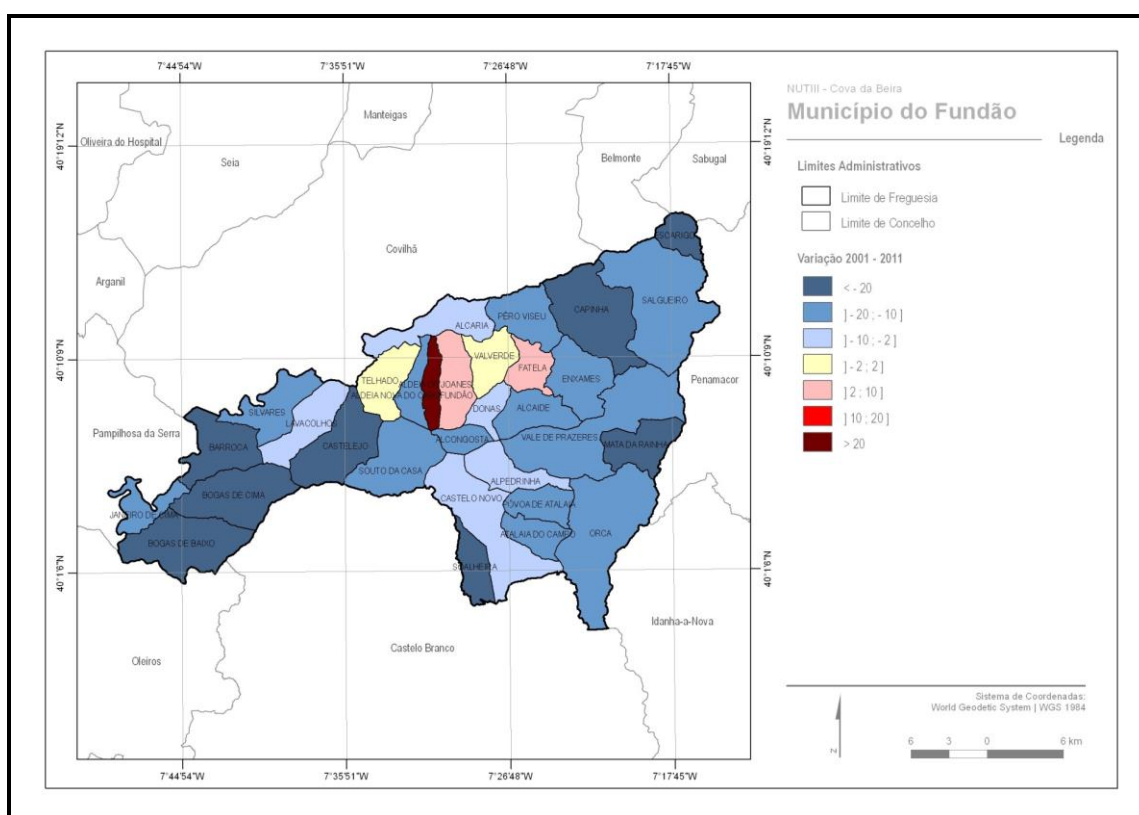 7°44'54"W 7°35'51"W 7°26'48"W 7°17'45"W
40°19'12"N
40°10'9"N
40°1'6"N
Oliveira do Hospital
Seia
Manteigas
Belmonte
Sabugal
Covilhã
Arganil
Penamacor
Pampilhosa da Serra
Oleiros
Castelo Branco
Idanha-a-Nova
SALGUEIRO
CAPINHA
PÊRO VISEU
ALCARIA
VALVERDE
FATELA
ENXAMES
TELHADO
JOANES
FUNDÃO
ALDEIA NOVA DO
DONAS
ALCAIDE
SILVARES
LAVACOLHOS
CASTELEJO
BARROCA
ALCONGOSTA
VALE DE PRAZERES
MATA DA RAINHA
SOUTO DA CASA
ALPEDRINHA
BOGAS DE CIMA
CASTELO NOVO
PÓVOA DE ATALAIA
JANEIRO DE CIMA
ATALAIA DO CAMPO
ORCA
BOGAS DE BAIXO
40°19'12"N
40°10'9"N
40°1'6"N
7°44'54"W 7°35'51"W 7°26'48"W 7°17'45"W
NUTIII - Cova da Beira
Município do Fundão
Legenda
Limites Administrativos
Limite de Freguesia
Limite de Concelho
Variação 2001 - 2011
< - 20
] - 20 ; - 10 ]
] - 10 ; - 2 ]
] - 2 ; 2 ]
] 2 ; 10 ]
] 10 ; 20 ]
> 20
Sistema de Coordenadas:
World Geodetic System | WGS 1984
N
6 3 0 6 km